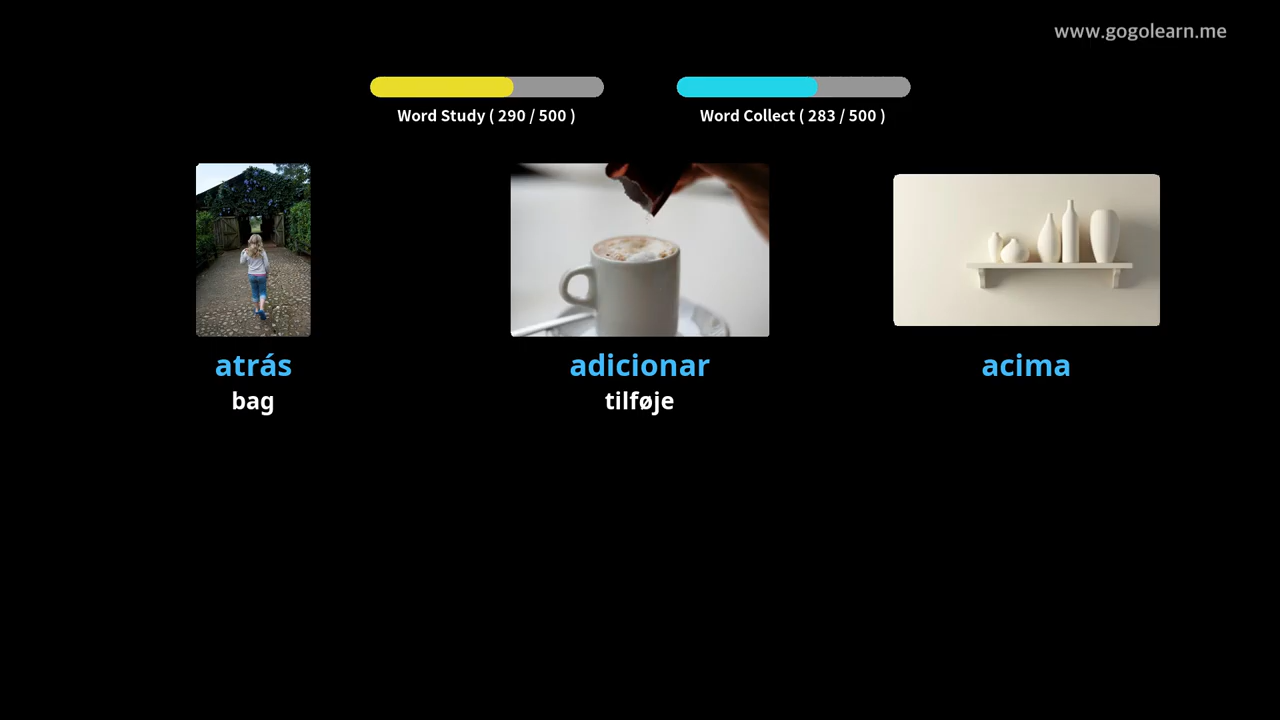 www.gogolearn.me
Word Study ( 290 / 500 )
Word Collect ( 283 / 500 )
atrás
adicionar
acima
bag
tilføje